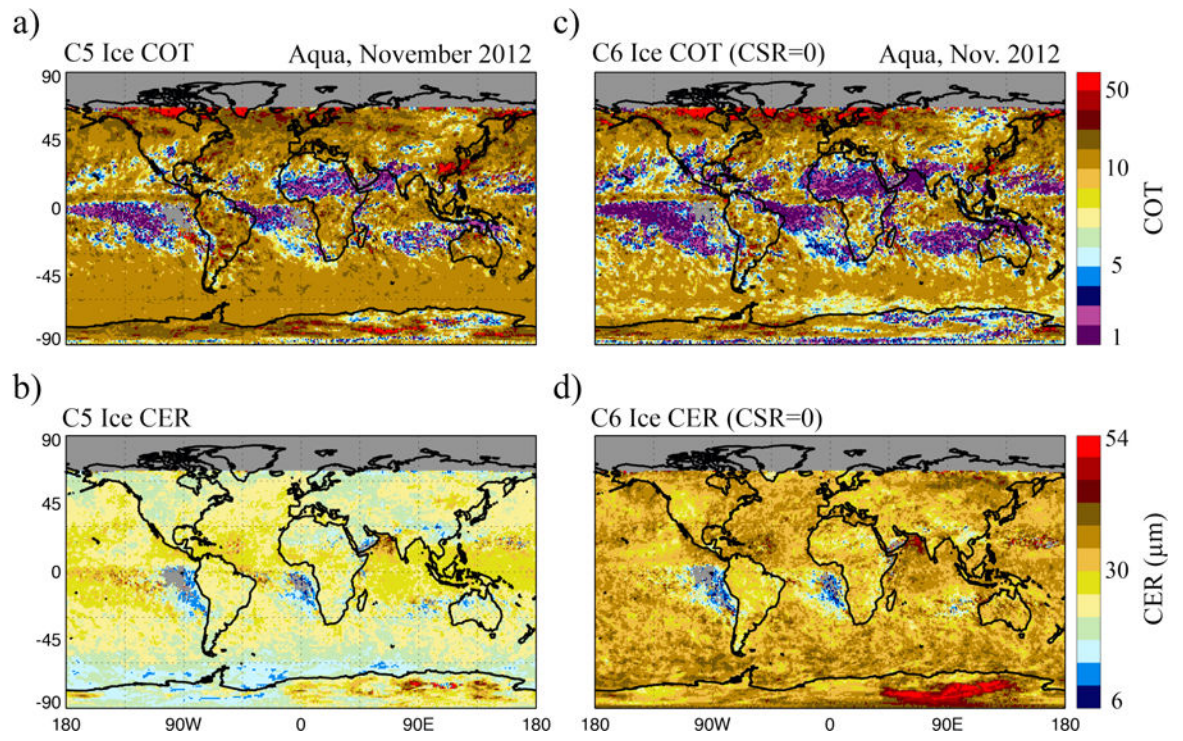 a)
C5 Ice COT Aqua, November 2012
90
45
0
-45
-90
c)
C6 Ice COT (CSR=0) Aqua, Nov. 2012
50
10
5
1
COT
b)
C5 Ice CER
90
45
0
-45
-90
180 90W 0 90E 180
d)
C6 Ice CER (CSR=0)
54
30
6
CER (μm)
180 90W 0 90E 180